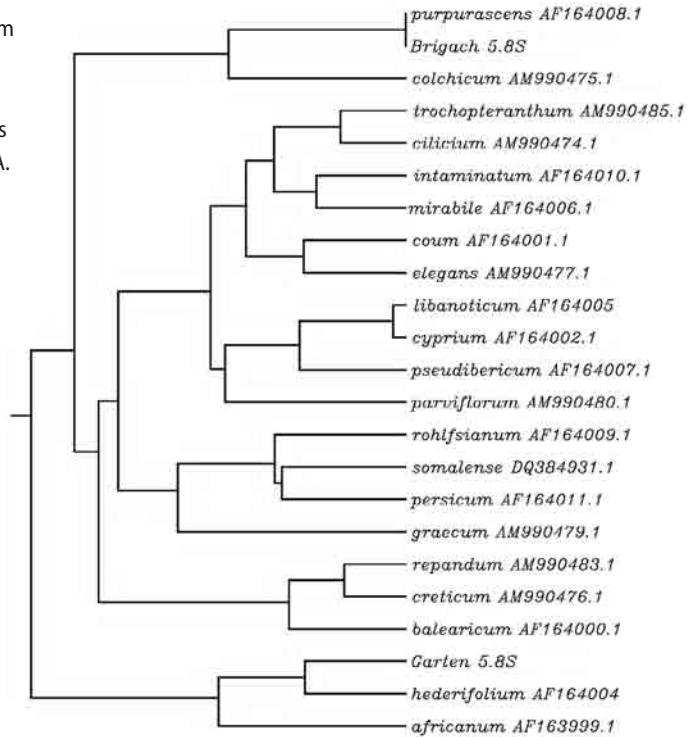 m
purpurascens AF164008.1
Brigach 5.8S
colchicum AM990475.1
s
trochopteranthum AM990485.1
cilicium AM990474.1
A.
intaminatum AF164010.1
mirabile AF164006.1
coum AF164001.1
elegans AM990477.1
libanoticum AF164005
cyprium AF164002.1
pseudibericum AF164007.1
parviflorum AM990480.1
rohlfsianum AF164009.1
somalense DQ384931.1
persicum AF164011.1
graecum AM990479.1
repandum AM990483.1
creticum AM990476.1
balearicum AF164000.1
Garten 5.8S
hederifolium AF164004
africanum AF163999.1